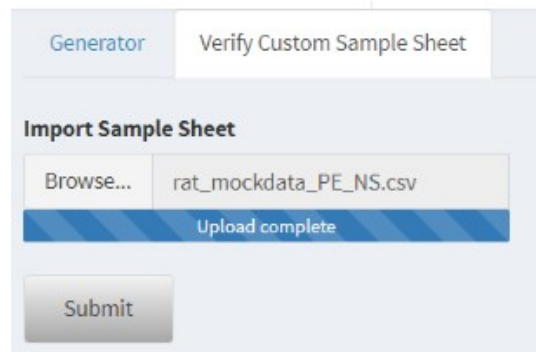 Generator Verify Custom Sample Sheet
Import Sample Sheet
Browse... rat_mockdata_PE_NS.csv
Upload complete
Submit